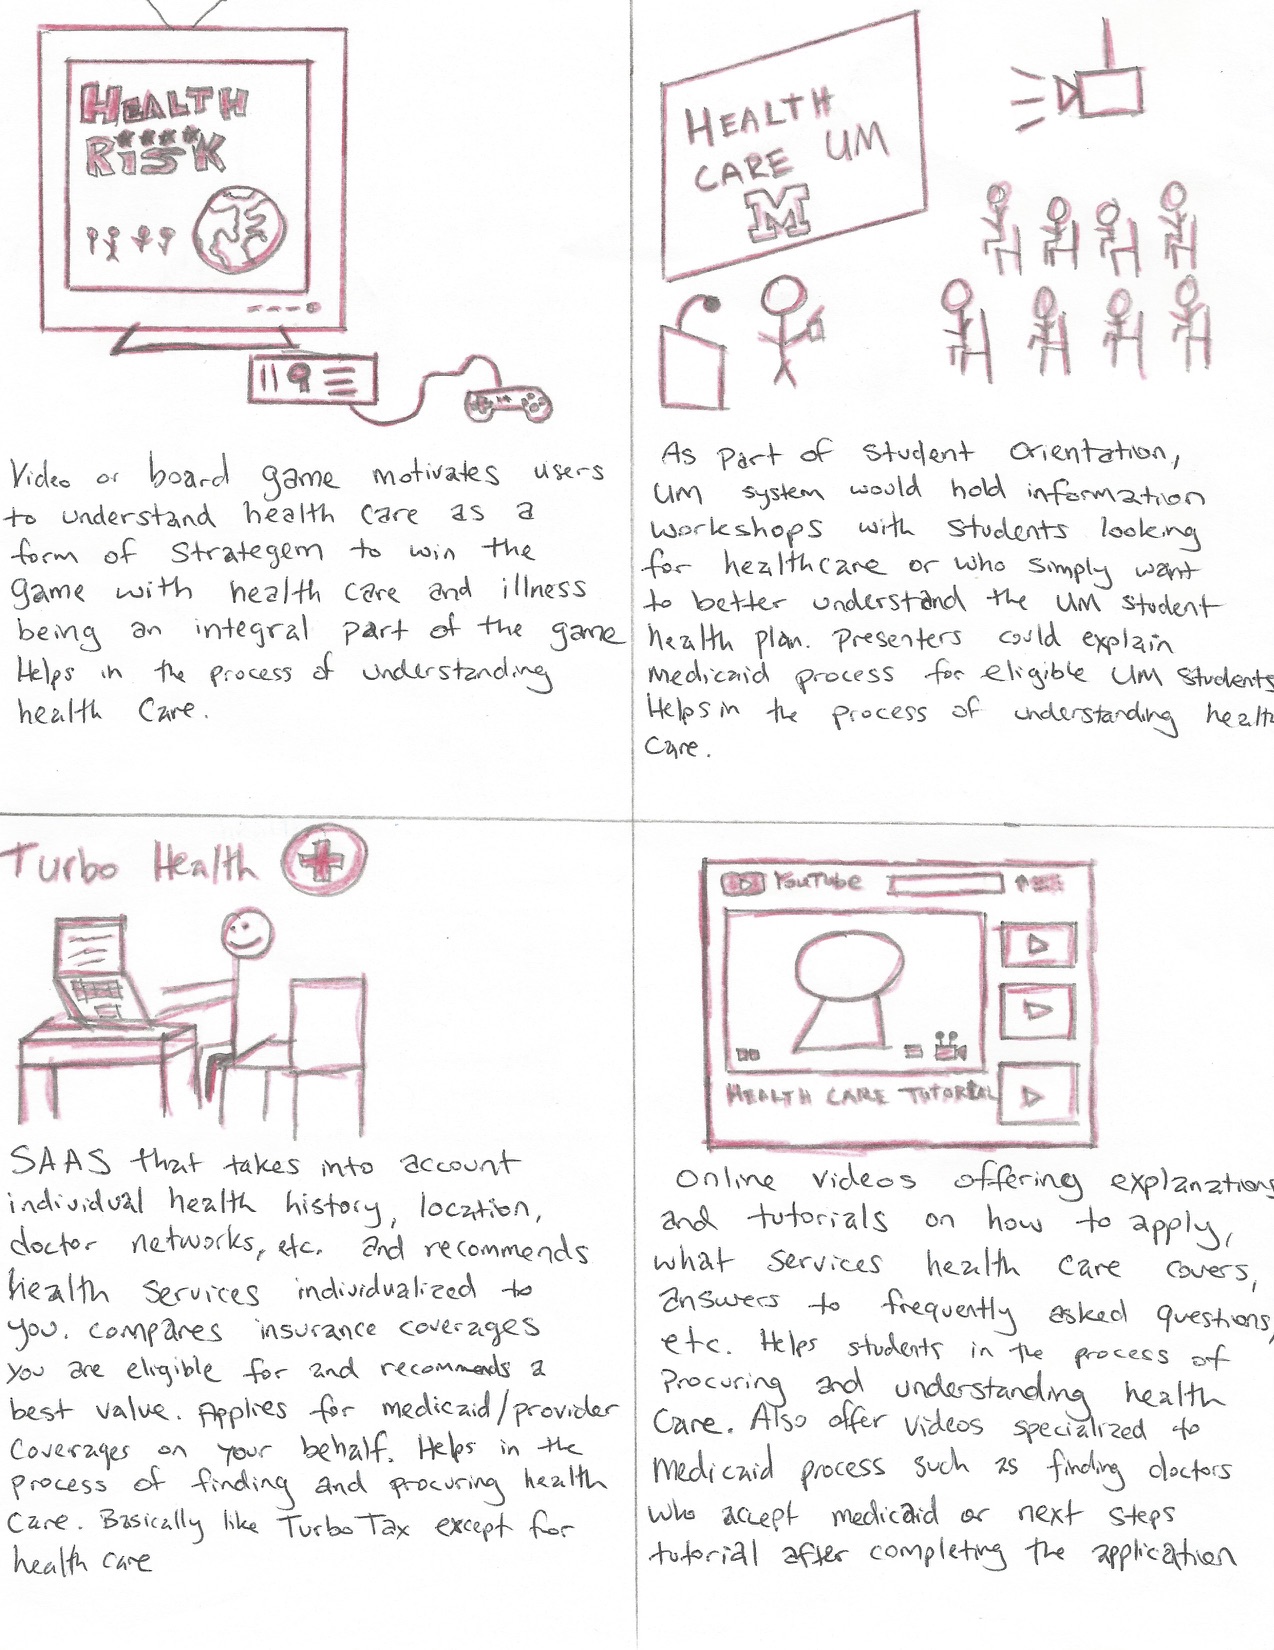 HEALTH
RiSK
Video or board game motivates users
to understand health care as a
form of Strategem to win the
game with health care and illness
being an integral part of the game
Helps in the process of understanding
health Care.
HEALTH
CARE UM
M
As part of Student Orientation,
UM system would hold information
workshops with students looking
for healthcare or who simply want
to better understand the UM student
health plan. Presenters could explain
Medicaid process for eligible UM Students
Helps in the process of understanding health
Care.
Turbo Health
SAAS that takes into account
individual health history, location,
doctor networks, etc. and recommends
health services individualized to
you. Compares insurance coverages
you are eligible for and recommends a
best value. Applies for medicaid/provider
Coverages on your behalf. Helps in the
process of finding and procuring health
Care. Basically like TurboTax except for
health care
YouTube
HEALTH CARE TUTORIAL
Online videos offering explanations
and tutorials on how to apply,
what services health care covers,
answers to frequently asked questions,
etc. Helps students in the process of
Procuring and understanding health
Care. Also offer videos specialized to
Medicaid process such as finding doctors
who accept medicaid or next steps
tutorial after completing the application